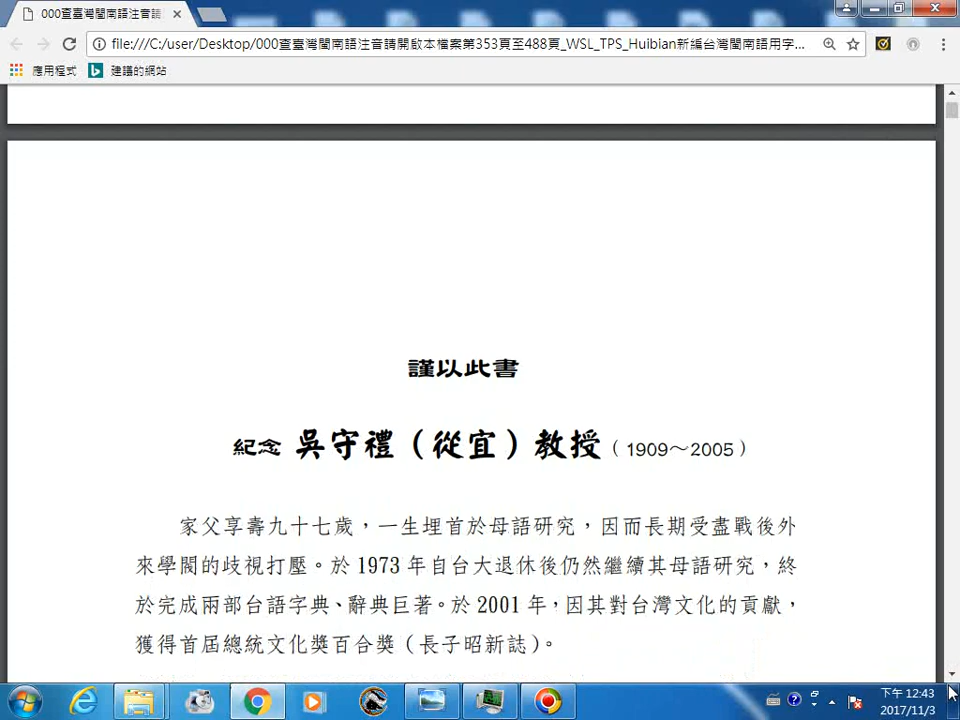 000查臺灣閩南語注音請
file:///C:/user/Desktop/000查臺灣閩南語注音請開啟本檔案第353頁至488頁_WSL_TPS_Huibian新編台灣閩南語用字...
應用程式
建議的網站
謹以此書
紀念 吳守禮（從宜）教授（1909～2005）
家父享壽九十七歲，一生埋首於母語研究，因而長期受盡戰後外
來學閥的歧視打壓。於 1973 年自台大退休後仍然繼續其母語研究，終
於完成兩部台語字典、辭典巨著。於 2001 年，因其對台灣文化的貢獻，
獲得首屆總統文化獎百合獎（長子昭新誌）。
下午 12:43
2017/11/3